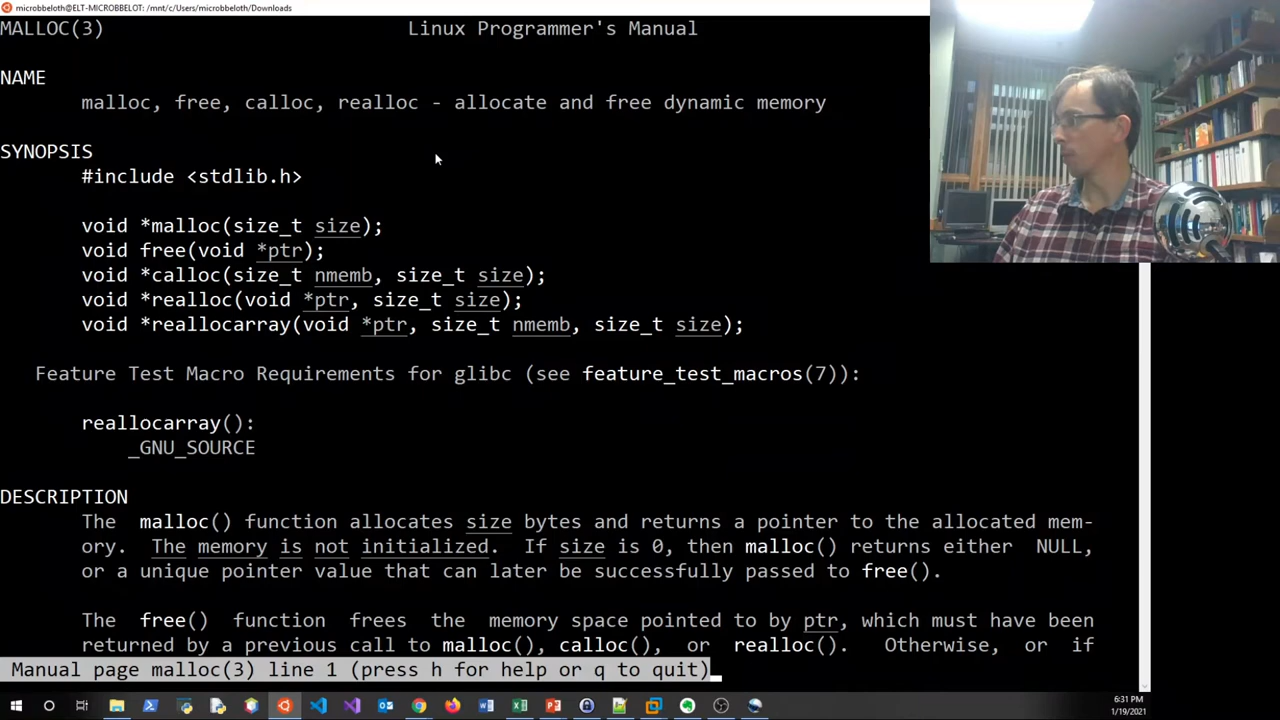 microbbeloth@ELT-MICROBBELOT: /mnt/c/Users/microbbeloth/Downloads
MALLOC(3) Linux Programmer's Manual
NAME
malloc, free, calloc, realloc - allocate and free dynamic memory
SYNOPSIS
#include <stdlib.h>
void *malloc(size_t size);
void free(void *ptr);
void *calloc(size_t nmemb, size_t size);
void *realloc(void *ptr, size_t size);
void *reallocarray(void *ptr, size_t nmemb, size_t size);
Feature Test Macro Requirements for glibc (see feature_test_macros(7)):
reallocarray():
_GNU_SOURCE
DESCRIPTION
The malloc() function allocates size bytes and returns a pointer to the allocated mem-
ory. The memory is not initialized. If size is 0, then malloc() returns either NULL,
or a unique pointer value that can later be successfully passed to free().
The free() function frees the memory space pointed to by ptr, which must have been
returned by a previous call to malloc(), calloc(), or realloc(). Otherwise, or if
Manual page malloc(3) line 1 (press h for help or q to quit)
6:31 PM
1/19/2021